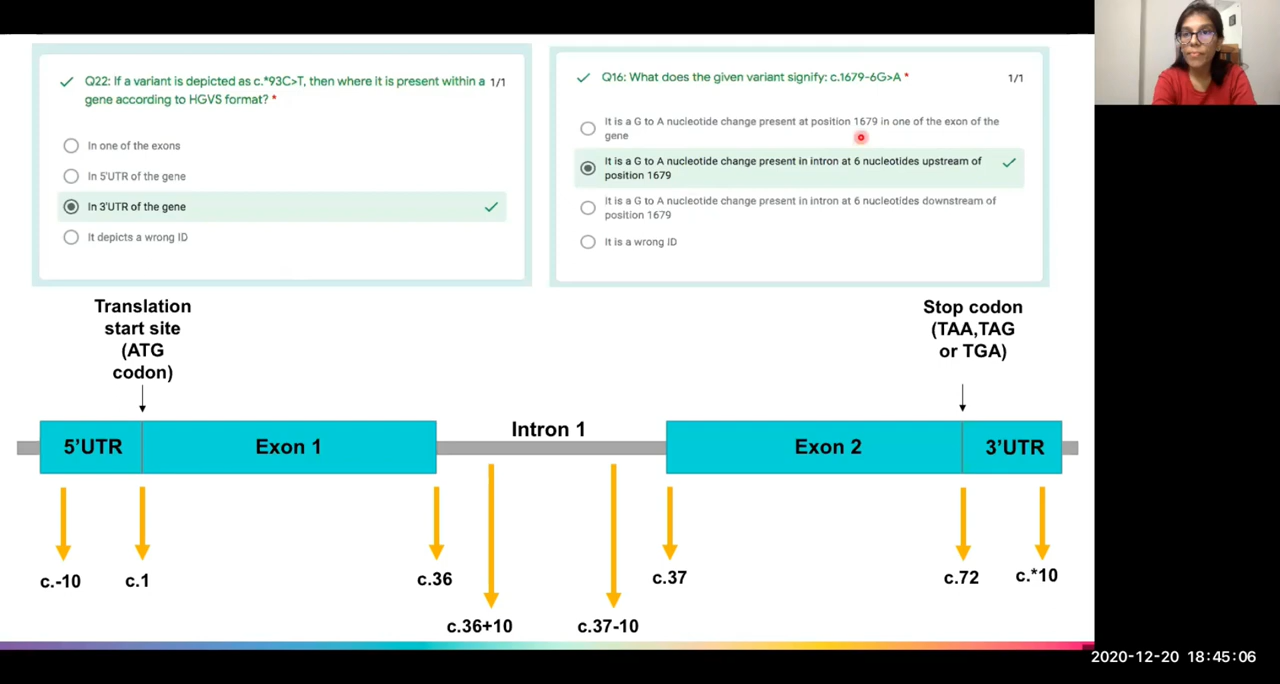 Q22: If a variant is depicted as c.*93C>T, then where it is present within a 1/1
gene according to HGVS format? *
In one of the exons
In 5'UTR of the gene
In 3'UTR of the gene
It depicts a wrong ID
Q16: What does the given variant signify: c.1679-6G>A * 1/1
It is a G to A nucleotide change present at position 1679 in one of the exon of the
gene
It is a G to A nucleotide change present in intron at 6 nucleotides upstream of
position 1679
It is a G to A nucleotide change present in intron at 6 nucleotides downstream of
position 1679
It is a wrong ID
Translation
start site
(ATG
codon)
Stop codon
(TAA,TAG
or TGA)
5'UTR
Exon 1
Intron 1
Exon 2
3'UTR
c.-10
c.1
c.36
c.36+10
c.37-10
c.37
c.72
c.*10
2020-12-20 18:45:06